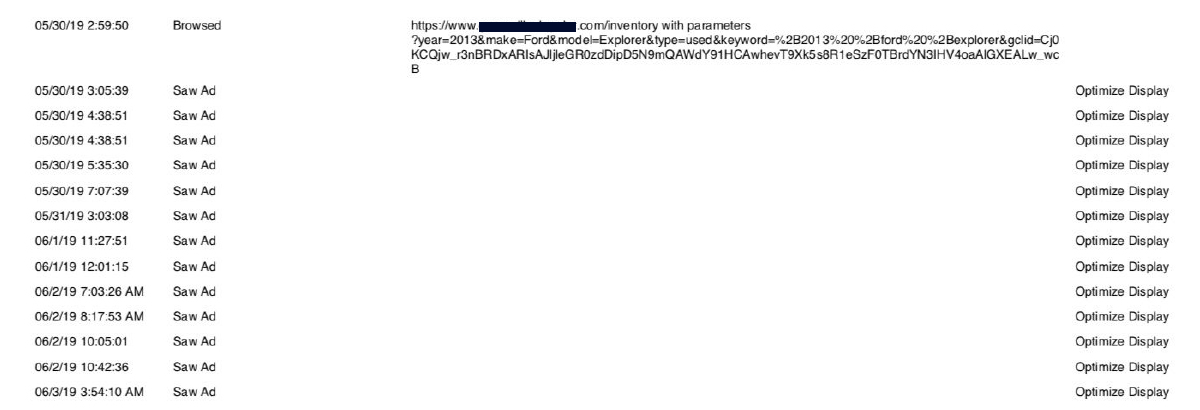 05/30/19 2:59:50 Browsed https://www. .com/inventory with parameters
?year=2013&make=Ford&model=Explorer&type=used&keyword=%2B2013%20%2Bford%20%2Bexplorer&gclid=Cj0
KCQjw_r3nBRDxARIsAJljieGR0zdDipD5N9mQAWdY91HCAwhevT9Xk5s8R1eSzF0TBrdYN3IHV4oaAlGXEALw_wc
B
05/30/19 3:05:39 Saw Ad Optimize Display
05/30/19 4:38:51 Saw Ad Optimize Display
05/30/19 4:38:51 Saw Ad Optimize Display
05/30/19 5:35:30 Saw Ad Optimize Display
05/30/19 7:07:39 Saw Ad Optimize Display
05/31/19 3:03:08 Saw Ad Optimize Display
06/1/19 11:27:51 Saw Ad Optimize Display
06/1/19 12:01:15 Saw Ad Optimize Display
06/2/19 7:03:26 AM Saw Ad Optimize Display
06/2/19 8:17:53 AM Saw Ad Optimize Display
06/2/19 10:05:01 Saw Ad Optimize Display
06/2/19 10:42:36 Saw Ad Optimize Display
06/3/19 3:54:10 AM Saw Ad Optimize Display